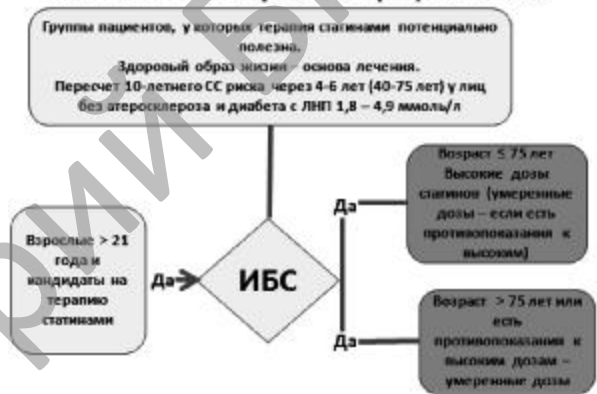 Группы пациентов, у которых терапия статинами потенциально
полезна.
Здоровый образ жизни – основа лечения.
Пересчет 10-летнего СС риска через 4-6 лет (40-75 лет) у лиц
без атеросклероза и диабета с ЛНП 1,8 – 4,9 ммоль/л
Возраст ≤ 75 лет
Высокие дозы
статинов (умеренные
дозы – если есть
противопоказания к
высоким)
Да
Взрослые > 21
года и
кандидаты на
терапию
статинами
Да
ИБС
Да
Возраст > 75 лет или
есть
противопоказания к
высоким дозам –
умеренные дозы